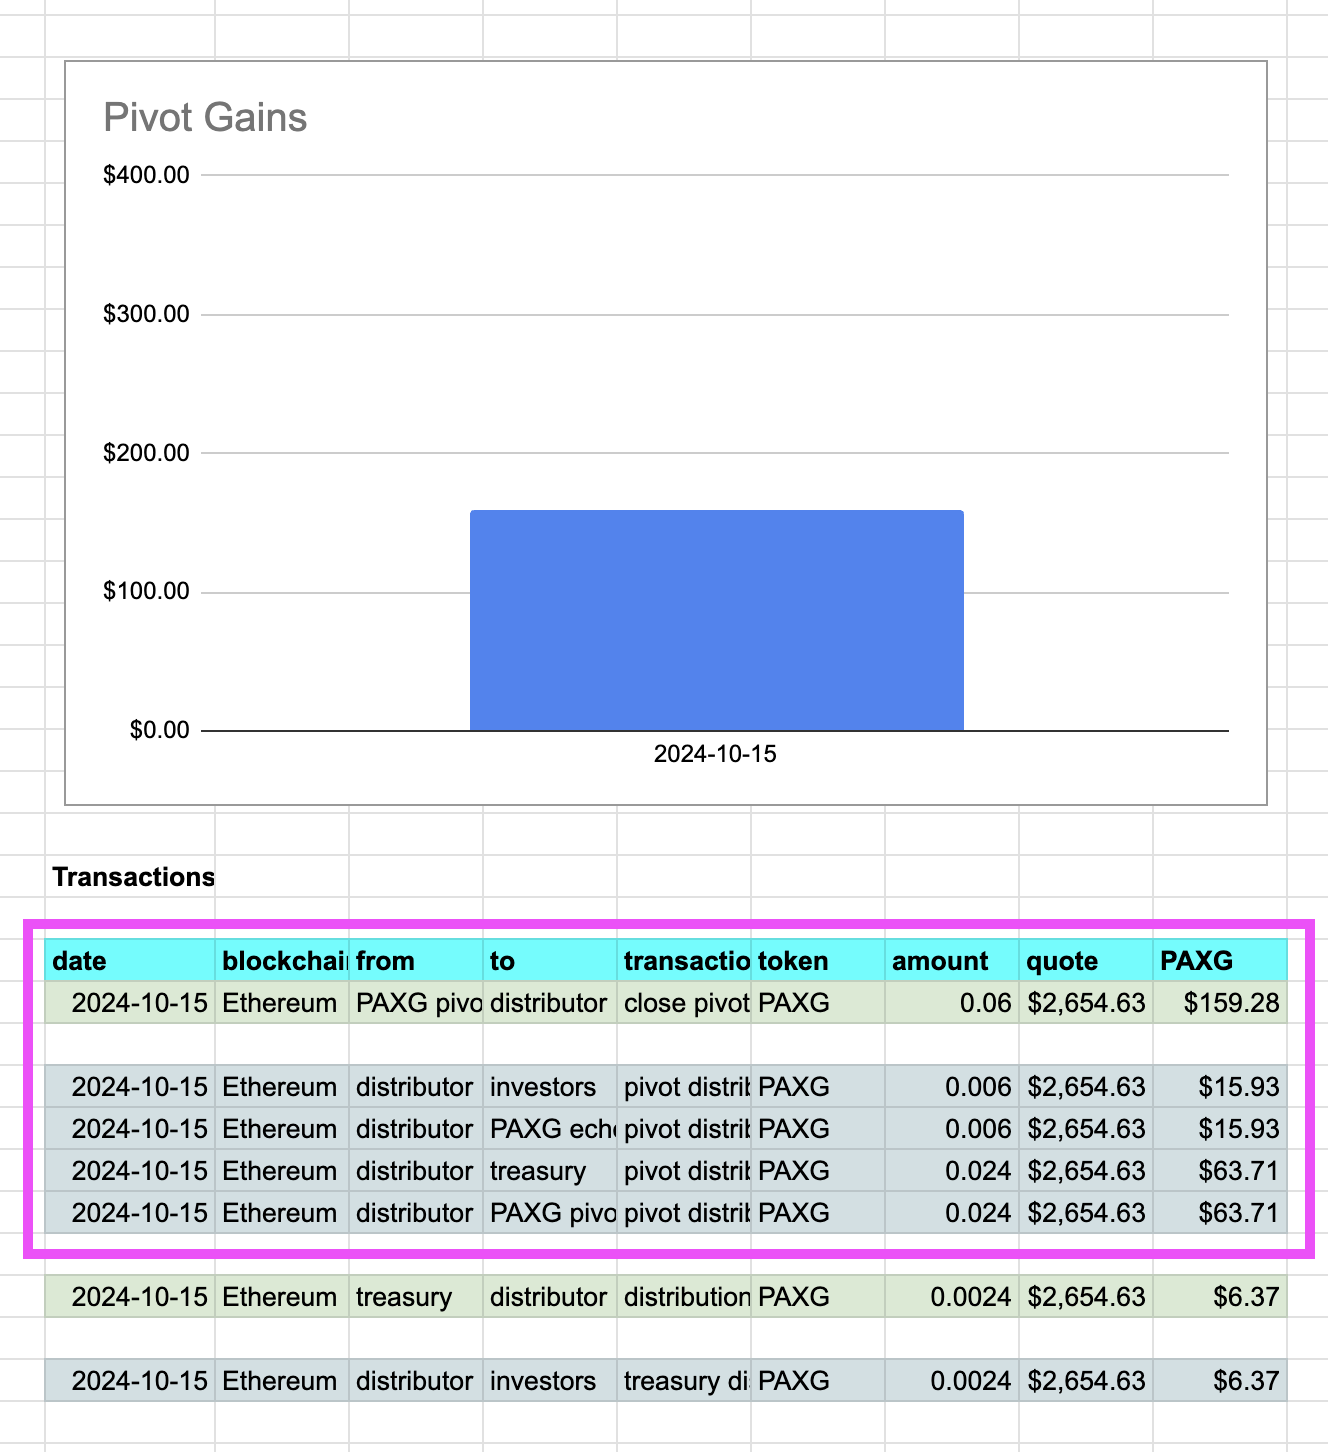 Pivot Gains
$400.00
$300.00
$200.00
$100.00
$0.00
2024-10-15
Transactions
date blockchai from to transactio token amount quote PAXG
2024-10-15 Ethereum PAXG pivo distributor close pivot PAXG 0.06 $2,654.63 $159.28
2024-10-15 Ethereum distributor investors pivot distrib PAXG 0.006 $2,654.63 $15.93
2024-10-15 Ethereum distributor PAXG ech pivot distrib PAXG 0.006 $2,654.63 $15.93
2024-10-15 Ethereum distributor treasury pivot distrib PAXG 0.024 $2,654.63 $63.71
2024-10-15 Ethereum distributor PAXG pivo pivot distrib PAXG 0.024 $2,654.63 $63.71
2024-10-15 Ethereum treasury distributor distribution PAXG 0.0024 $2,654.63 $6.37
2024-10-15 Ethereum distributor investors treasury di PAXG 0.0024 $2,654.63 $6.37